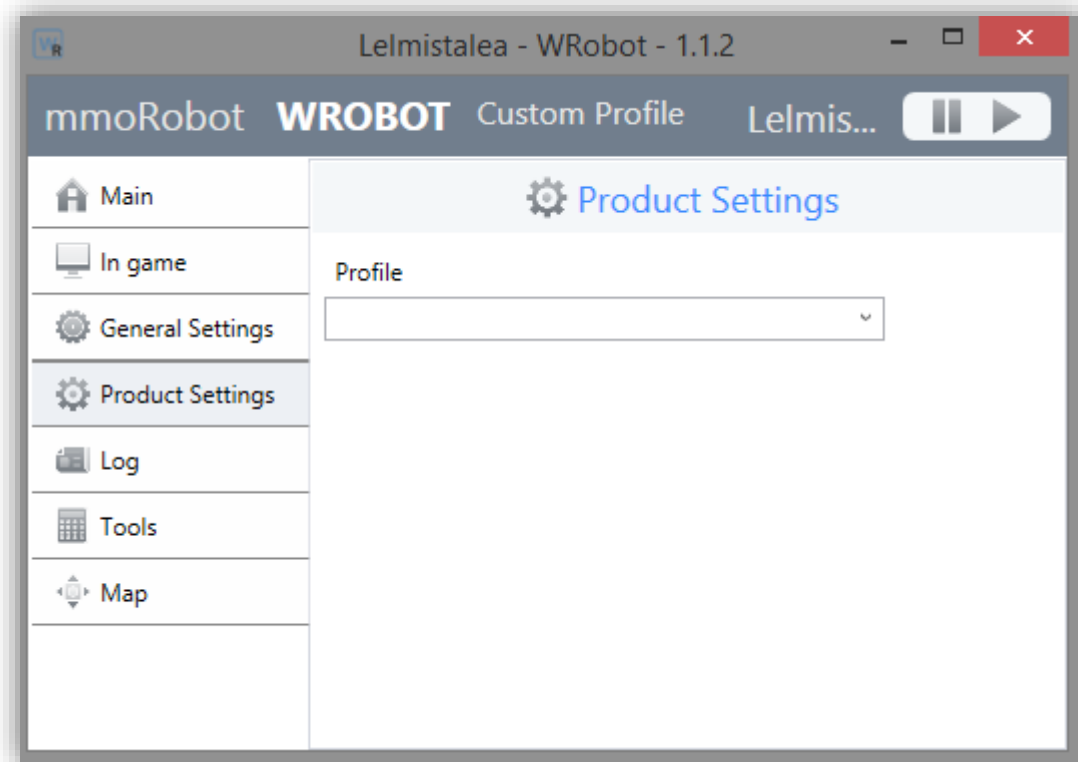 WR
Lelmistalea - WRobot - 1.1.2
mmoRobot WROBOT Custom Profile Lelmis...
Main
In game
General Settings
Product Settings
Log
Tools
Map
Product Settings
Profile